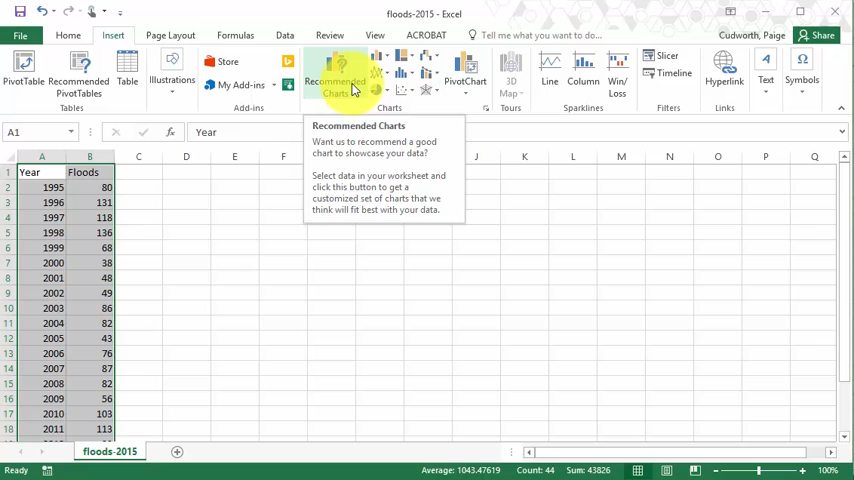 floods-2015 - Excel
Cudworth, Paige
File Home Insert Page Layout Formulas Data Review View ACROBAT Tell me what you want to do... Share
PivotTable Recommended PivotTables Table Illustrations Store My Add-ins Recommended Charts PivotChart 3D Map Line Column Win/Loss Slicer Timeline Hyperlink Text Symbols
Tables Add-ins Charts Tours Sparklines Filters Links
A1 fx Year
Recommended Charts
Want us to recommend a good
chart to showcase your data?
Select data in your worksheet and
click this button to get a
customized set of charts that we
think will fit best with your data.
A B C D E F J K L M N O P Q
1 Year Floods
2 1995 80
3 1996 131
4 1997 118
5 1998 136
6 1999 68
7 2000 38
8 2001 48
9 2002 49
10 2003 86
11 2004 82
12 2005 43
13 2006 76
14 2007 87
15 2008 82
16 2009 56
17 2010 103
18 2011 113
floods-2015
Ready Average: 1043.47619 Count: 44 Sum: 43826 100%